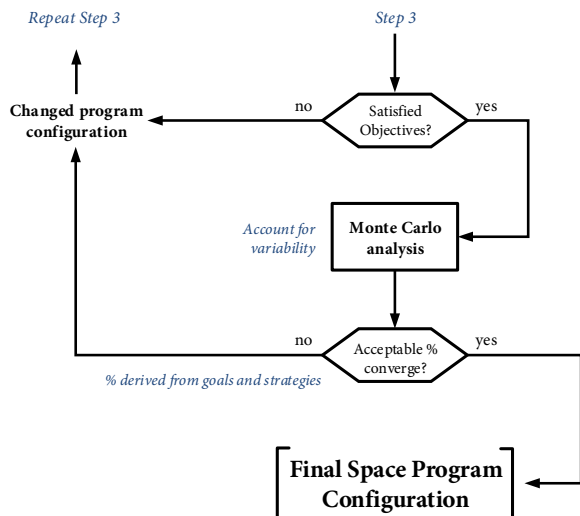 Repeat Step 3
Step 3
Changed program
configuration
no
Satisfied
Objectives?
yes
Account for
variability
Monte Carlo
analysis
no
Acceptable %
converge?
yes
% derived from goals and strategies
Final Space Program
Configuration